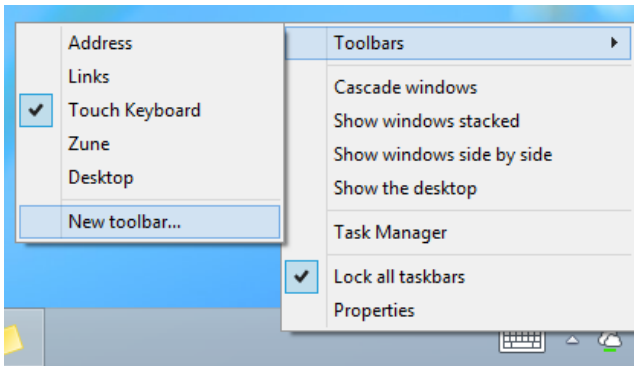 Address
Links
Touch Keyboard
Zune
Desktop
New toolbar...
Toolbars
Cascade windows
Show windows stacked
Show windows side by side
Show the desktop
Task Manager
Lock all taskbars
Properties